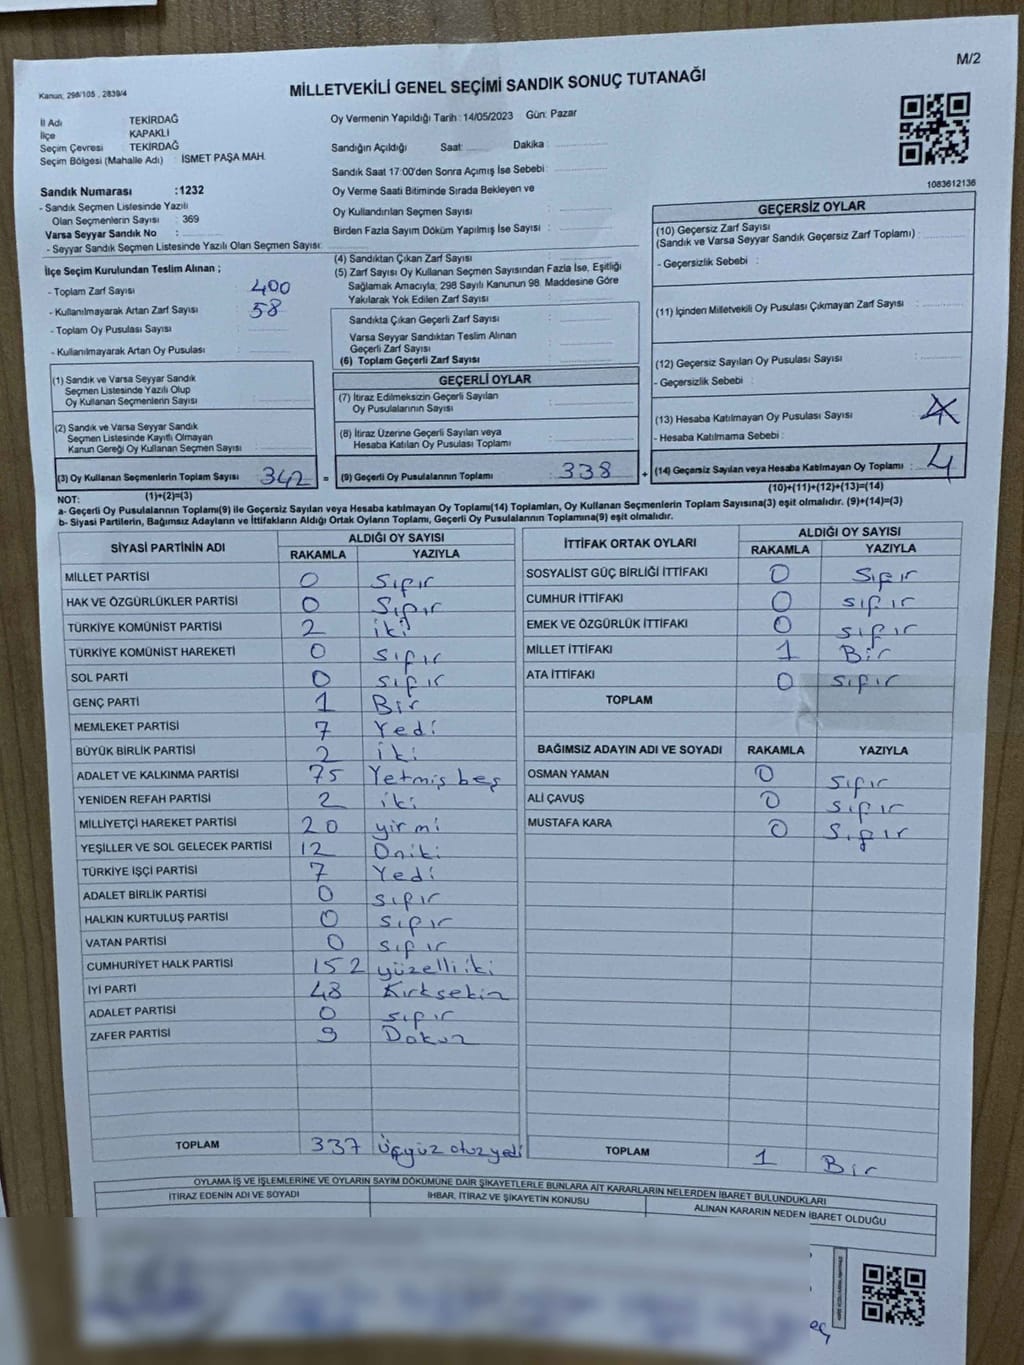 M/2
Kanun: 298/105 , 2839/4
MİLLETVEKİLİ GENEL SEÇİMİ SANDIK SONUÇ TUTANAĞI
İl Adı TEKİRDAĞ
İlçe KAPAKLI
Seçim Çevresi : TEKİRDAĞ
Seçim Bölgesi (Mahalle Adı) : İSMET PAŞA MAH.
Oy Vermenin Yapıldığı Tarih : 14/05/2023 Gün: Pazar
Sandığın Açıldığı Saat: Dakika :
Sandık Saat 17:00'den Sonra Açımış İse Sebebi :
Oy Verme Saati Bitiminde Sırada Bekleyen ve
Oy Kullandırılan Seçmen Sayısı :
Birden Fazla Sayım Döküm Yapılmış İse Sayısı :
1083612136
Sandık Numarası :1232
- Sandık Seçmen Listesinde Yazılı
Olan Seçmenlerin Sayısı : 369
Varsa Seyyar Sandık No :
- Seyyar Sandık Seçmen Listesinde Yazılı Olan Seçmen Sayısı:
İlçe Seçim Kurulundan Teslim Alınan ;
- Toplam Zarf Sayısı : 400
- Kullanılmayarak Artan Zarf Sayısı : 58
- Toplam Oy Pusulası Sayısı :
- Kullanılmayarak Artan Oy Pusulası :
(4) Sandıktan Çıkan Zarf Sayısı :
(5) Zarf Sayısı Oy Kullanan Seçmen Sayısından Fazla İse, Eşitliği
Sağlamak Amacıyla, 298 Sayılı Kanunun 98. Maddesine Göre
Yakılarak Yok Edilen Zarf Sayısı :
Sandıkta Çıkan Geçerli Zarf Sayısı :
Varsa Seyyar Sandıktan Teslim Alınan
Geçerli Zarf Sayısı :
(6) Toplam Geçerli Zarf Sayısı :
GEÇERSİZ OYLAR
(10) Geçersiz Zarf Sayısı
(Sandık ve Varsa Seyyar Sandık Geçersiz Zarf Toplamı) :
- Geçersizlik Sebebi :
(11) İçinden Milletvekili Oy Pusulası Çıkmayan Zarf Sayısı :
(12) Geçersiz Sayılan Oy Pusulası Sayısı :
- Geçersizlik Sebebi :
(13) Hesaba Katılmayan Oy Pusulası Sayısı : 4
- Hesaba Katılmama Sebebi :
(14) Geçersiz Sayılan veya Hesaba Katılmayan Oy Toplamı : 4
(10)+(11)+(12)+(13)=(14)
(1) Sandık ve Varsa Seyyar Sandık
Seçmen Listesinde Yazılı Olup
Oy Kullanan Seçmenlerin Sayısı :
(2) Sandık ve Varsa Seyyar Sandık
Seçmen Listesinde Kayıtlı Olmayan
Kanun Gereği Oy Kullanan Seçmen Sayısı :
(3) Oy Kullanan Seçmenlerin Toplam Sayısı : 342 =
(1)+(2)=(3)
GEÇERLİ OYLAR
(7) İtiraz Edilmeksizin Geçerli Sayılan
Oy Pusulalarının Sayısı :
(8) İtiraz Üzerine Geçerli Sayılan veya
Hesaba Katılan Oy Pusulası Toplamı :
(9) Geçerli Oy Pusulalarının Toplamı : 338 +
NOT:
a- Geçerli Oy Pusulalarının Toplamı(9) ile Geçersiz Sayılan veya Hesaba katılmayan Oy Toplamı(14) Toplamları, Oy Kullanan Seçmenlerin Toplam Sayısına(3) eşit olmalıdır. (9)+(14)=(3)
b- Siyasi Partilerin, Bağımsız Adayların ve İttifakların Aldığı Ortak Oyların Toplamı, Geçerli Oy Pusulalarının Toplamına(9) eşit olmalıdır.
SİYASİ PARTİNİN ADI ALDIĞI OY SAYISI
RAKAMLA YAZIYLA
MİLLET PARTİSİ 0 Sıfır
HAK VE ÖZGÜRLÜKLER PARTİSİ 0 Sıfır
TÜRKİYE KOMÜNİST PARTİSİ 2 iki
TÜRKİYE KOMÜNİST HAREKETİ 0 sıfır
SOL PARTİ 0 sıfır
GENÇ PARTİ 1 Bir
MEMLEKET PARTİSİ 7 Yedi
BÜYÜK BİRLİK PARTİSİ 2 iki
ADALET VE KALKINMA PARTİSİ 75 Yetmiş beş
YENİDEN REFAH PARTİSİ 2 iki
MİLLİYETÇİ HAREKET PARTİSİ 20 yirmi
YEŞİLLER VE SOL GELECEK PARTİSİ 12 Oniki
TÜRKİYE İŞÇİ PARTİSİ 7 Yedi
ADALET BİRLİK PARTİSİ 0 sıfır
HALKIN KURTULUŞ PARTİSİ 0 sıfır
VATAN PARTİSİ 0 sıfır
CUMHURİYET HALK PARTİSİ 152 yüzelliiki
İYİ PARTİ 48 Kırksekiz
ADALET PARTİSİ 0 sıfır
ZAFER PARTİSİ 9 Dokuz
TOPLAM 337 Üçyüz otuzyedi
İTTİFAK ORTAK OYLARI ALDIĞI OY SAYISI
RAKAMLA YAZIYLA
SOSYALİST GÜÇ BİRLİĞİ İTTİFAKI 0 Sıfır
CUMHUR İTTİFAKI 0 sıfır
EMEK VE ÖZGÜRLÜK İTTİFAKI 0 sıfır
MİLLET İTTİFAKI 1 Bir
ATA İTTİFAKI 0 sıfır
TOPLAM
BAĞIMSIZ ADAYIN ADI VE SOYADI RAKAMLA YAZIYLA
OSMAN YAMAN 0 sıfır
ALİ ÇAVUŞ 0 sıfır
MUSTAFA KARA 0 Sıfır
TOPLAM 1 Bir
OYLAMA İŞ VE İŞLEMLERİNE VE OYLARIN SAYIM DÖKÜMÜNE DAİR ŞİKAYETLERLE BUNLARA AİT KARARLARIN NELERDEN İBARET BULUNDUKLARI
İTİRAZ EDENİN ADI VE SOYADI İHBAR, İTİRAZ VE ŞİKAYETİN KONUSU ALINAN KARARIN NEDEN İBARET OLDUĞU